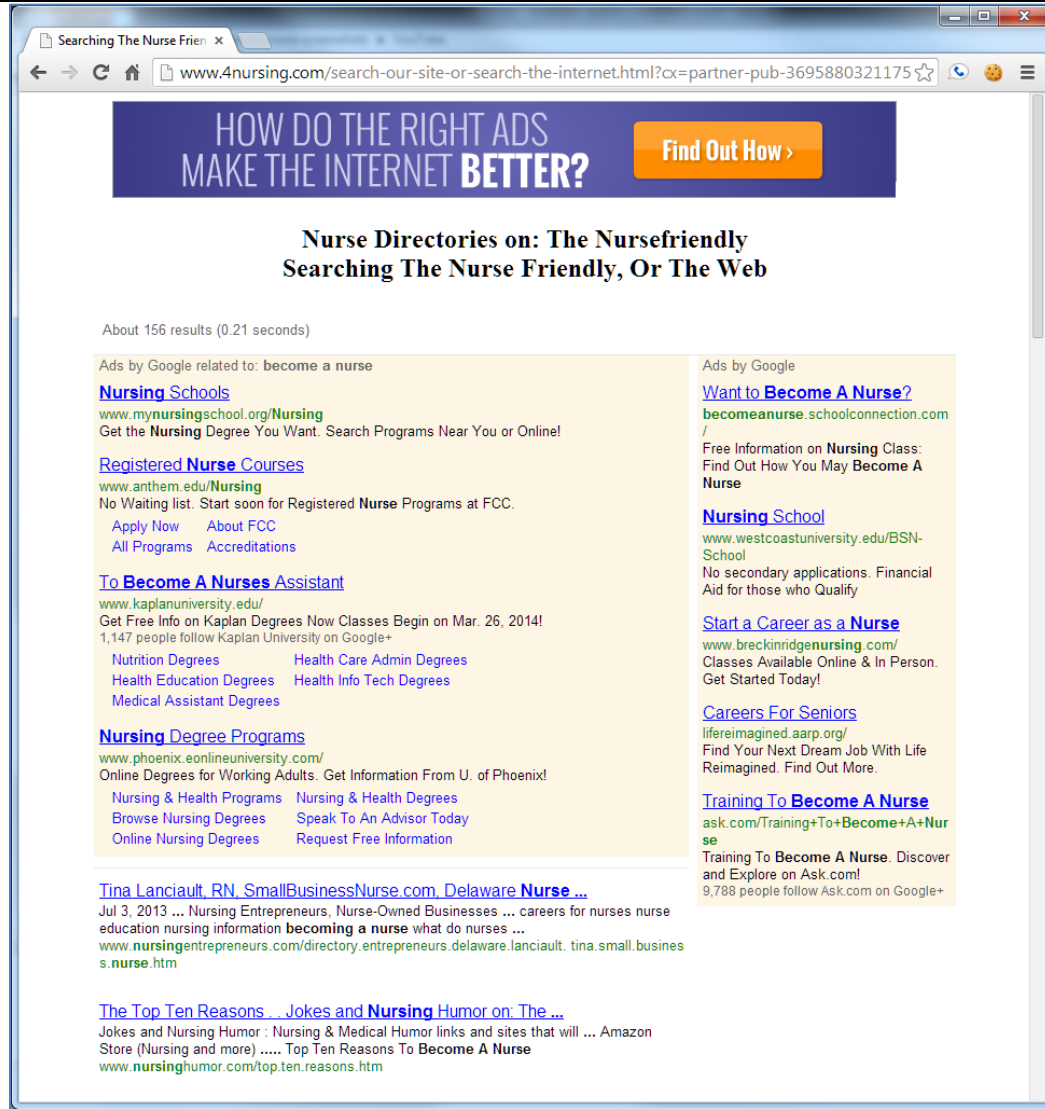 Searching The Nurse Frien
www.4nursing.com/search-our-site-or-search-the-internet.html?cx=partner-pub-3695880321175
HOW DO THE RIGHT ADS
MAKE THE INTERNET BETTER?
Find Out How ›
Nurse Directories on: The Nursefriendly
Searching The Nurse Friendly, Or The Web
About 156 results (0.21 seconds)
Ads by Google related to: become a nurse
Nursing Schools
www.mynursingschool.org/Nursing
Get the Nursing Degree You Want. Search Programs Near You or Online!
Registered Nurse Courses
www.anthem.edu/Nursing
No Waiting list. Start soon for Registered Nurse Programs at FCC.
Apply Now About FCC
All Programs Accreditations
To Become A Nurses Assistant
www.kaplanuniversity.edu/
Get Free Info on Kaplan Degrees Now Classes Begin on Mar. 26, 2014!
1,147 people follow Kaplan University on Google+
Nutrition Degrees Health Care Admin Degrees
Health Education Degrees Health Info Tech Degrees
Medical Assistant Degrees
Nursing Degree Programs
www.phoenix.eonlineuniversity.com/
Online Degrees for Working Adults. Get Information From U. of Phoenix!
Nursing & Health Programs Nursing & Health Degrees
Browse Nursing Degrees Speak To An Advisor Today
Online Nursing Degrees Request Free Information
Ads by Google
Want to Become A Nurse?
becomeanurse.schoolconnection.com
/
Free Information on Nursing Class:
Find Out How You May Become A
Nurse
Nursing School
www.westcoastuniversity.edu/BSN-
School
No secondary applications. Financial
Aid for those who Qualify
Start a Career as a Nurse
www.breckinridgenursing.com/
Classes Available Online & In Person.
Get Started Today!
Careers For Seniors
lifereimagined.aarp.org/
Find Your Next Dream Job With Life
Reimagined. Find Out More.
Training To Become A Nurse
ask.com/Training+To+Become+A+Nur
se
Training To Become A Nurse. Discover
and Explore on Ask.com!
9,788 people follow Ask.com on Google+
Tina Lanciault, RN, SmallBusinessNurse.com, Delaware Nurse ...
Jul 3, 2013 ... Nursing Entrepreneurs, Nurse-Owned Businesses ... careers for nurses nurse
education nursing information becoming a nurse what do nurses ...
www.nursingentrepreneurs.com/directory.entrepreneurs.delaware.lanciault. tina.small.busines
s.nurse.htm
The Top Ten Reasons . . Jokes and Nursing Humor on: The ...
Jokes and Nursing Humor : Nursing & Medical Humor links and sites that will ... Amazon
Store (Nursing and more) ..... Top Ten Reasons To Become A Nurse
www.nursinghumor.com/top.ten.reasons.htm